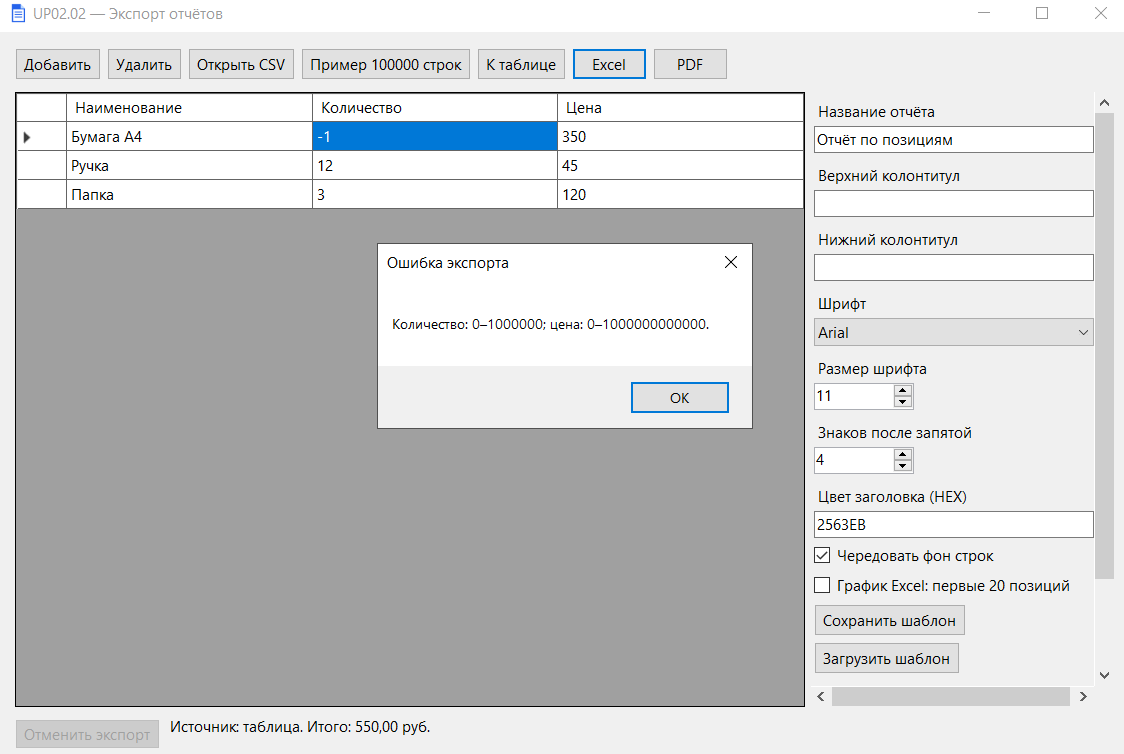 UP02.02 — Экспорт отчётов
Добавить Удалить Открыть CSV Пример 100000 строк К таблице Excel PDF
Наименование Количество Цена
Бумага А4 -1 350
Ручка 12 45
Папка 3 120
Ошибка экспорта
Количество: 0–1000000; цена: 0–1000000000000.
ОК
Название отчёта
Отчёт по позициям
Верхний колонтитул
Нижний колонтитул
Шрифт
Arial
Размер шрифта
11
Знаков после запятой
4
Цвет заголовка (HEX)
2563EB
Чередовать фон строк
График Excel: первые 20 позиций
Сохранить шаблон
Загрузить шаблон
Отменить экспорт Источник: таблица. Итого: 550,00 руб.